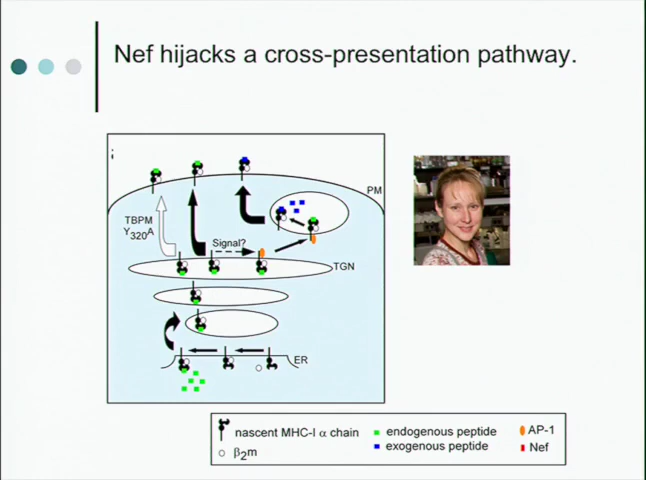 Nef hijacks a cross-presentation pathway.
PM
TBPM
Y320A
Signal?
TGN
ER
nascent MHC-I α chain
endogenous peptide
AP-1
β2m
exogenous peptide
Nef